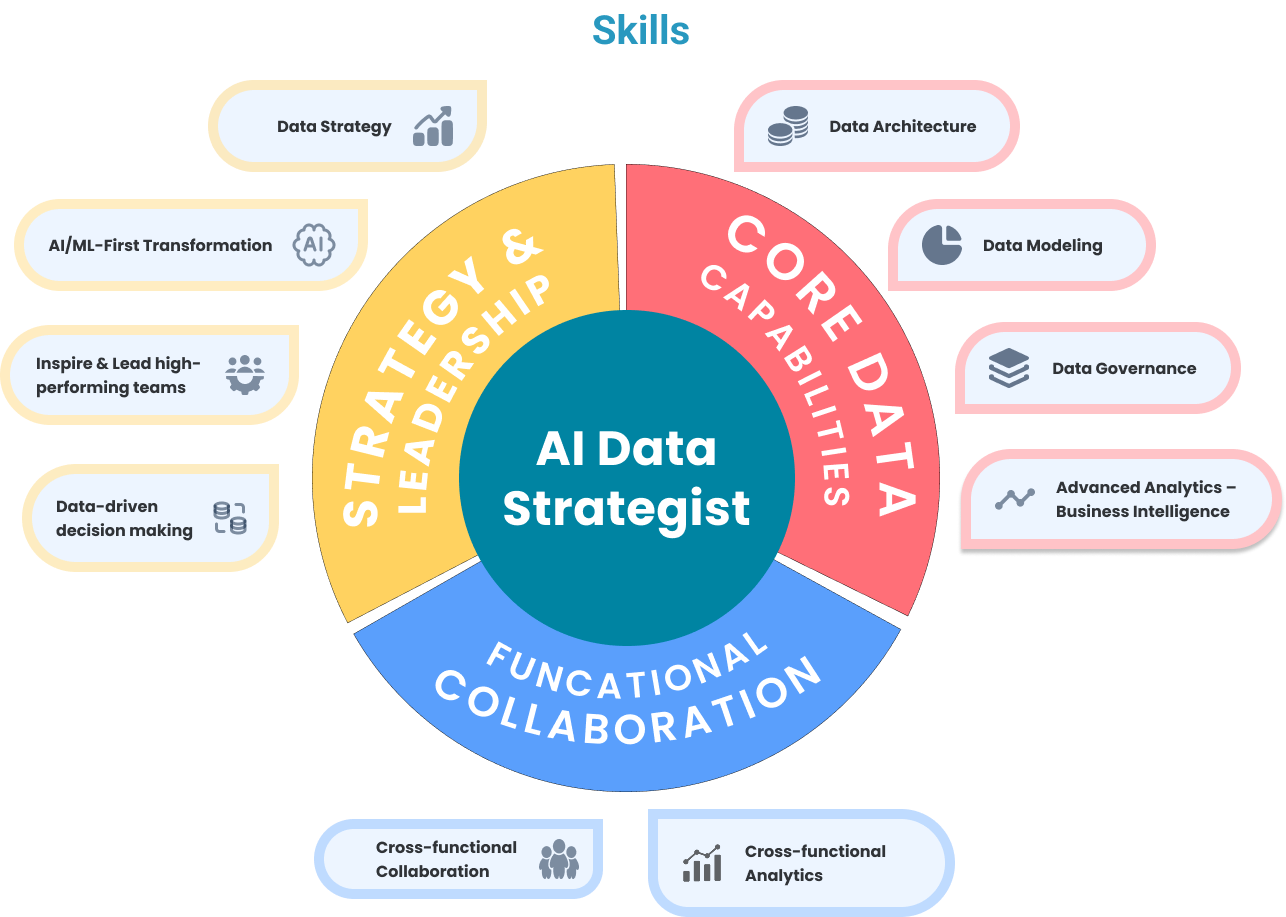 Skills
Data Strategy
AI/ML-First Transformation
AI
Inspire & Lead high-
performing teams
Data-driven
decision making
STRATEGY &
LEADERSHIP
CORE DATA
CAPABILITIES
AI Data
Strategist
FUNCATIONAL
COLLABORATION
Data Architecture
Data Modeling
Data Governance
Advanced Analytics –
Business Intelligence
Cross-functional
Collaboration
Cross-functional
Analytics